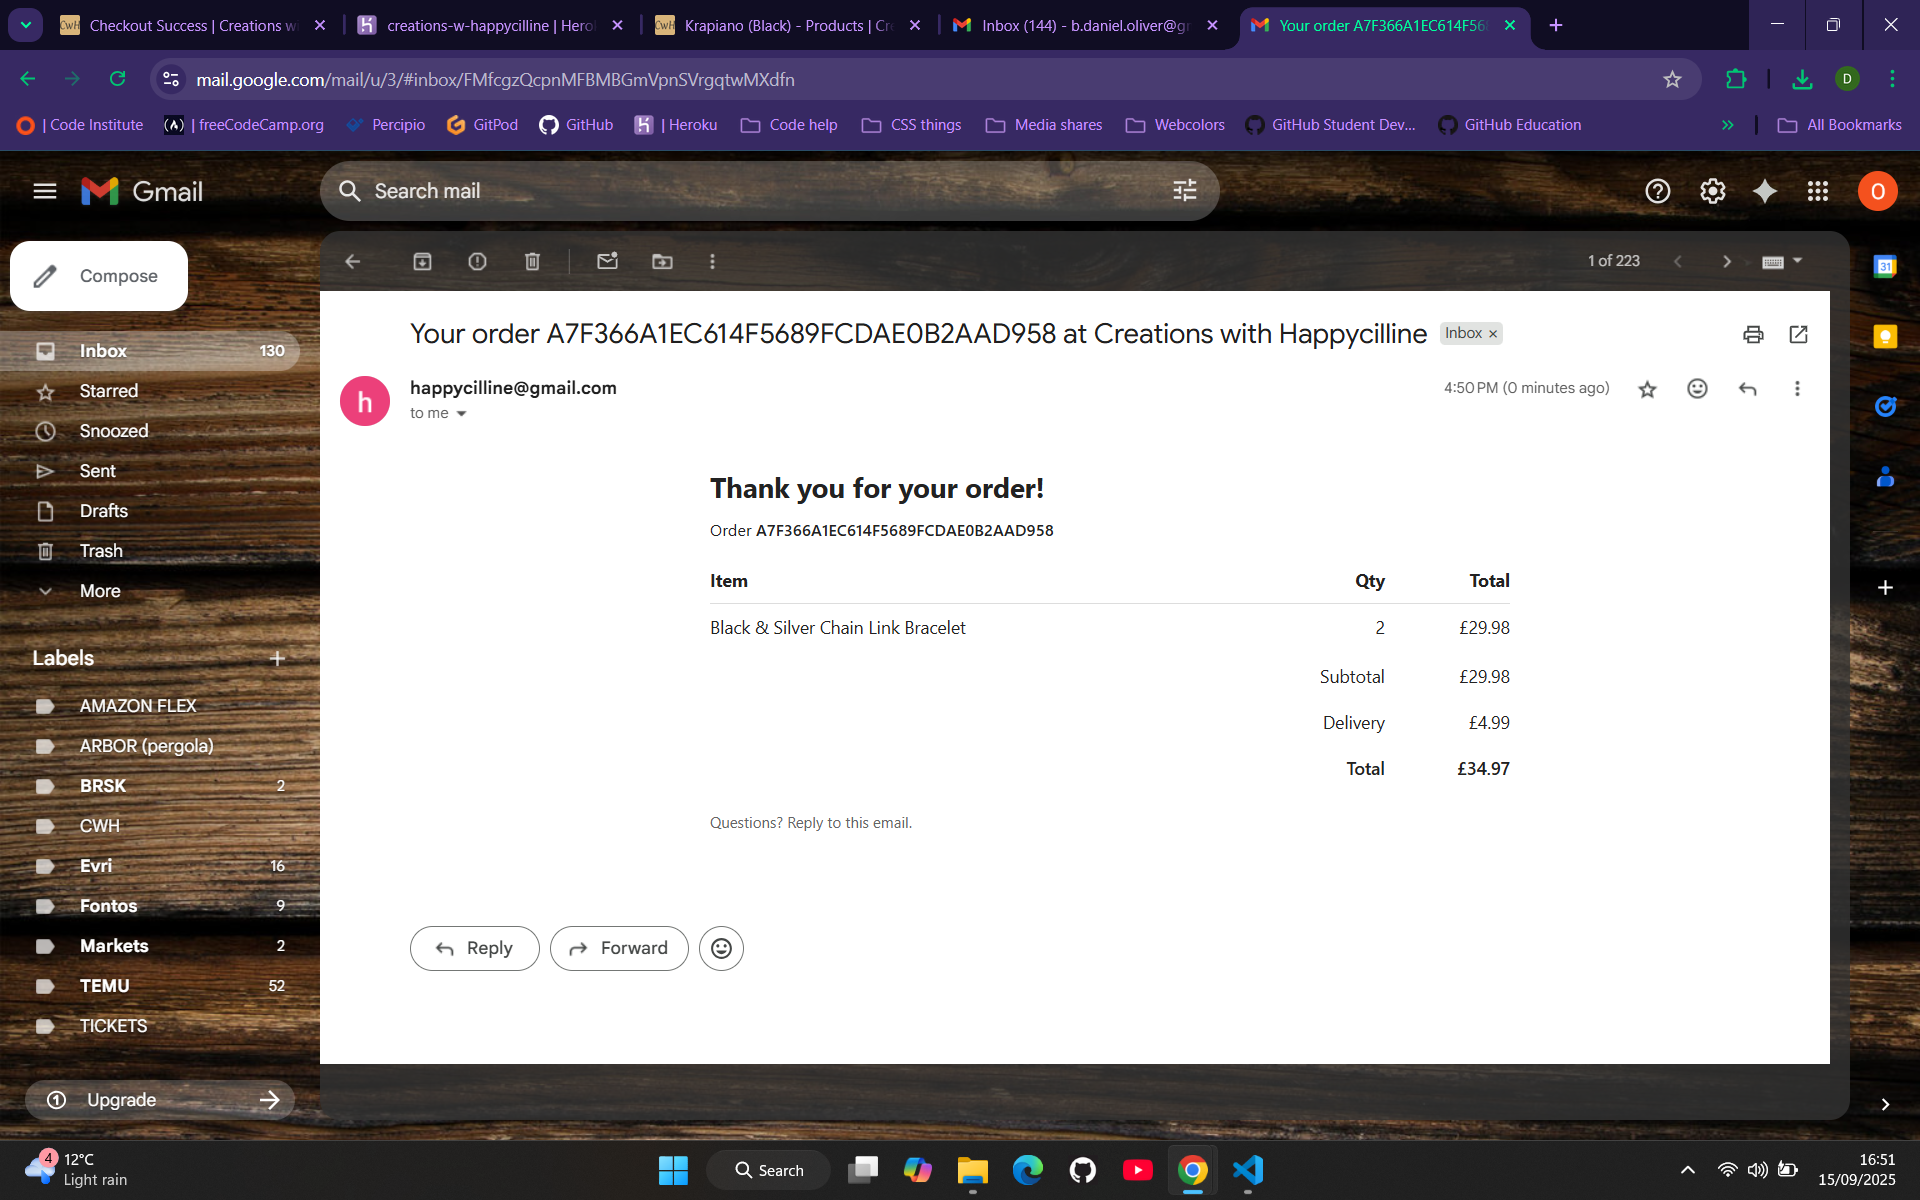 Checkout Success | Creations w
creations-w-happycilline | Hero
Krapiano (Black) - Products | Cr
Inbox (144) - b.daniel.oliver@gr
Your order A7F366A1EC614F56
mail.google.com/mail/u/3/#inbox/FMfcgzQcpnMFBMBGmVpnSVrgqtwMXdfn
D
| Code Institute
| freeCodeCamp.org
Percipio
GitPod
GitHub
| Heroku
Code help
CSS things
Media shares
Webcolors
GitHub Student Dev...
GitHub Education
All Bookmarks
Gmail
Search mail
O
Compose
1 of 223
Inbox 130
Starred
Snoozed
Sent
Drafts
Trash
More
Labels
AMAZON FLEX
ARBOR (pergola)
BRSK 2
CWH
Evri 16
Fontos 9
Markets 2
TEMU 52
TICKETS
Upgrade
Your order A7F366A1EC614F5689FCDAE0B2AAD958 at Creations with Happycilline Inbox ×
h
happycilline@gmail.com
4:50 PM (0 minutes ago)
to me
Thank you for your order!
Order A7F366A1EC614F5689FCDAE0B2AAD958
Item Qty Total
Black & Silver Chain Link Bracelet 2 £29.98
Subtotal £29.98
Delivery £4.99
Total £34.97
Questions? Reply to this email.
Reply
Forward
31
4
12°C
Light rain
Search
16:51
15/09/2025